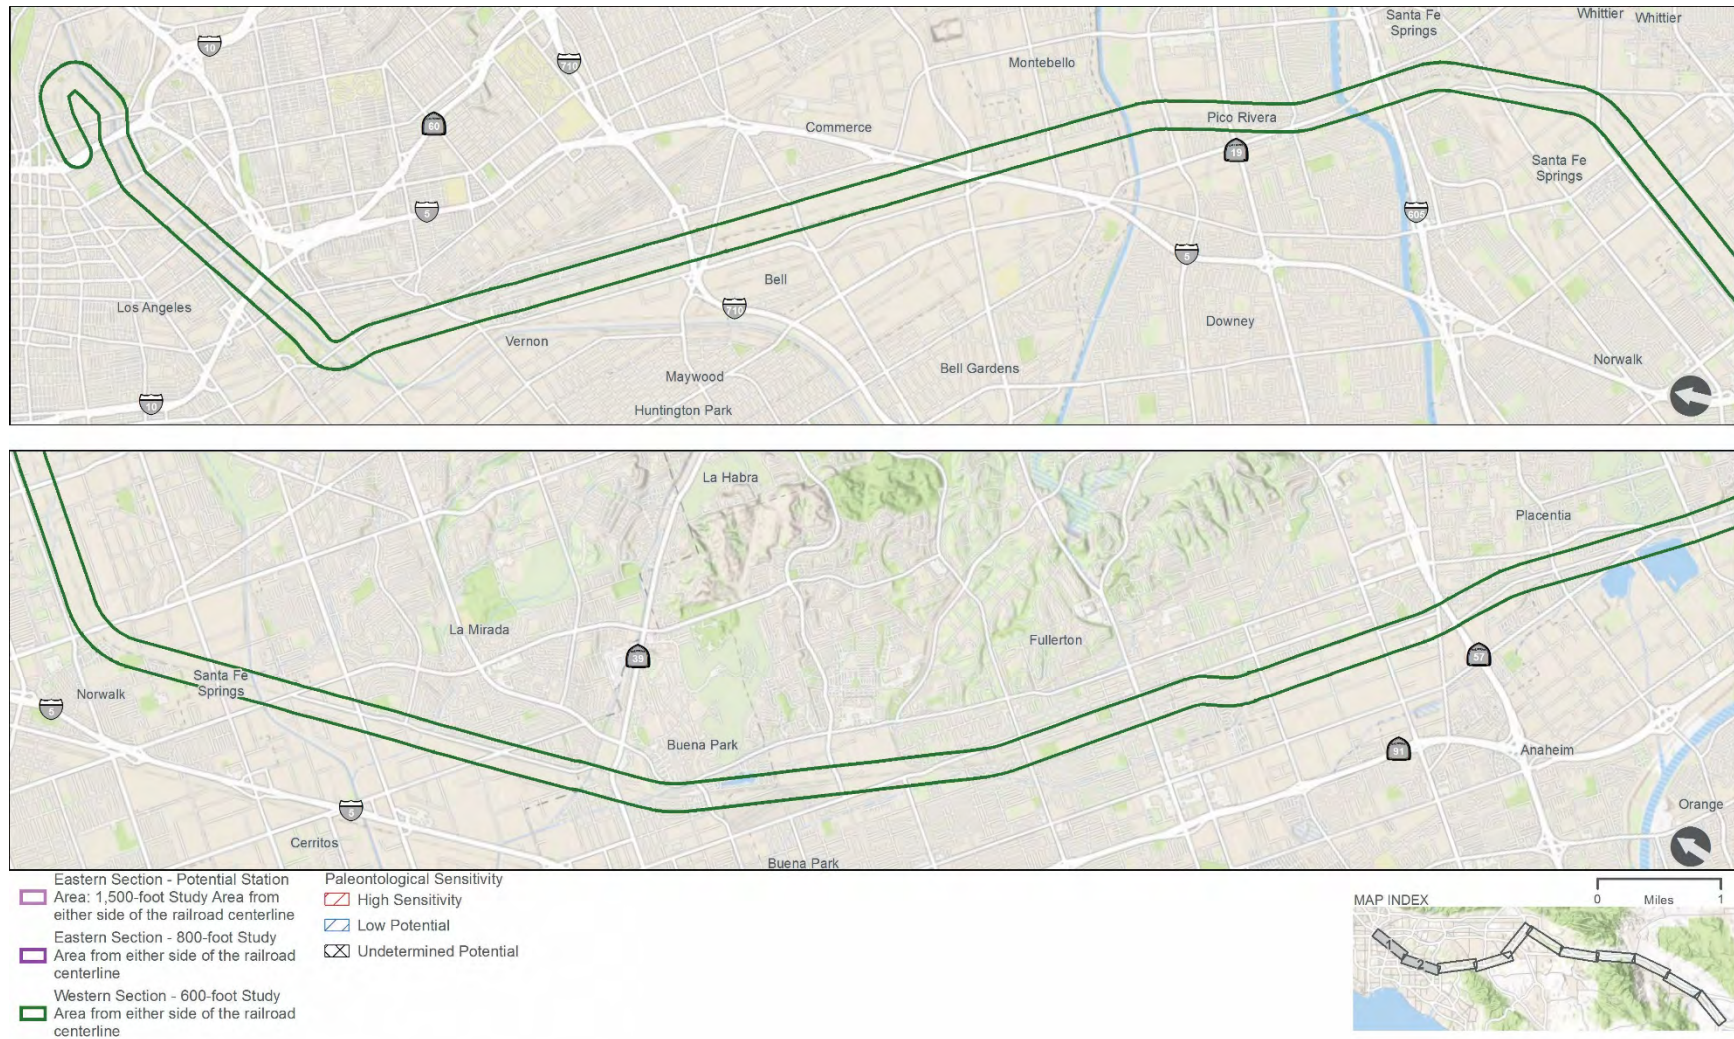 Santa Fe
Springs
Whittier
Whittier
10
710
Montebello
60
Commerce
Pico Rivera
19
Santa Fe
Springs
5
605
5
Bell
Los Angeles
710
Downey
Vernon
Norwalk
Maywood
Bell Gardens
10
Huntington Park
La Habra
Placentia
La Mirada
Fullerton
39
57
Santa Fe
Springs
Norwalk
5
Buena Park
91
Anaheim
5
Orange
Cerritos
Buena Park
Eastern Section - Potential Station
Area: 1,500-foot Study Area from
either side of the railroad centerline
Eastern Section - 800-foot Study
Area from either side of the railroad
centerline
Western Section - 600-foot Study
Area from either side of the railroad
centerline
Paleontological Sensitivity
High Sensitivity
Low Potential
Undetermined Potential
0 Miles 1
MAP INDEX
1
2